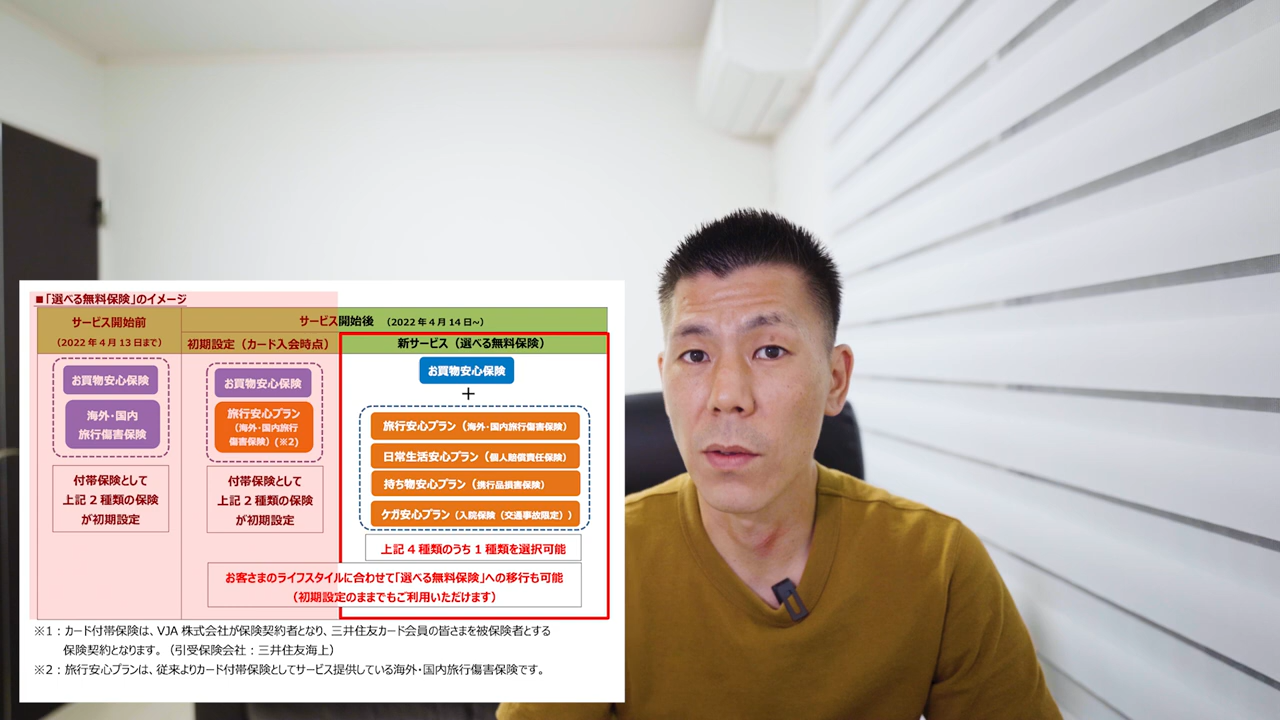 ■「選べる無料保険」のイメージ
サービス開始前
（2022年4月13日まで）
サービス開始後 （2022年4月14日~）
初期設定（カード入会時点）
新サービス（選べる無料保険）
お買物安心保険
海外・国内
旅行傷害保険
付帯保険として
上記2種類の保険
が初期設定
お買物安心保険
旅行安心プラン
（海外・国内旅行
傷害保険）(※2)
付帯保険として
上記2種類の保険
が初期設定
お買物安心保険
+
旅行安心プラン（海外・国内旅行傷害保険）
日常生活安心プラン（個人賠償責任保険）
持ち物安心プラン（携行品損害保険）
ケガ安心プラン（入院保険（交通事故限定））
上記4種類のうち1種類を選択可能
お客さまのライフスタイルに合わせて「選べる無料保険」への移行も可能
（初期設定のままでもご利用いただけます）
※1：カード付帯保険は、VJA株式会社が保険契約者となり、三井住友カード会員の皆さまを被保険者とする
保険契約となります。（引受保険会社：三井住友海上）
※2：旅行安心プランは、従来よりカード付帯保険としてサービス提供している海外・国内旅行傷害保険です。